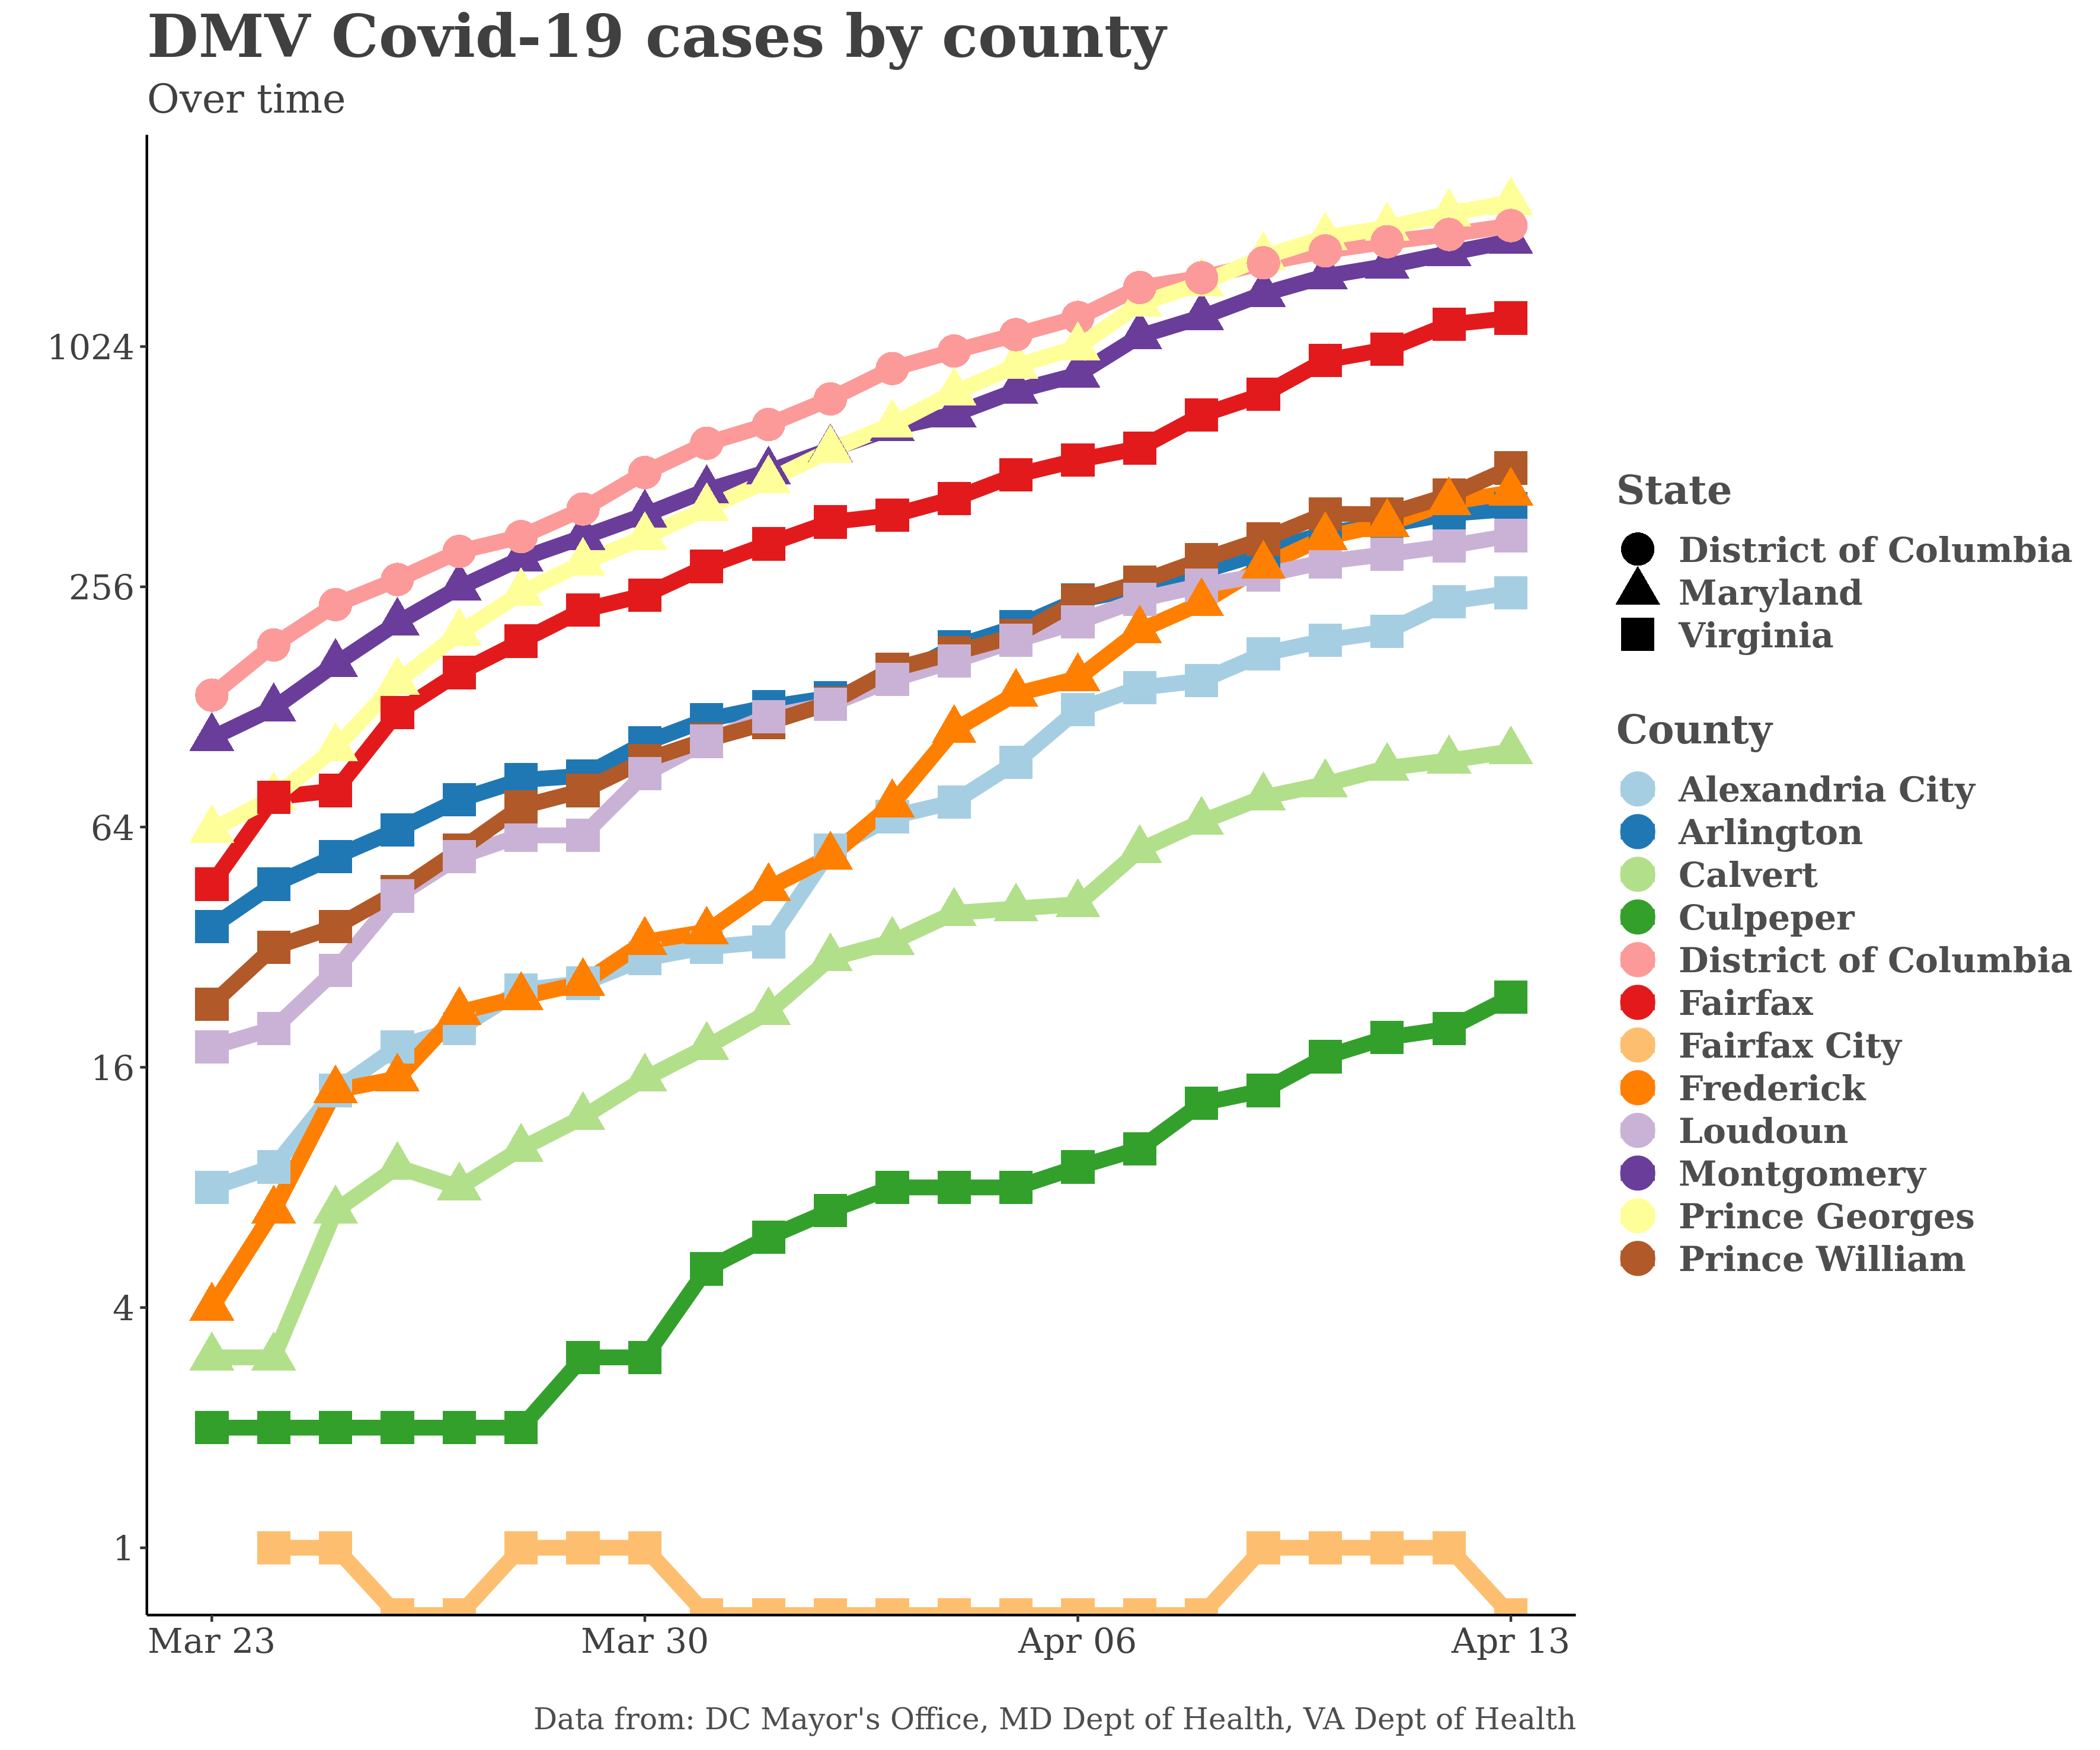 DMV Covid-19 cases by county
Over time
1024
256
64
16
4
1
Mar 23 Mar 30 Apr 06 Apr 13
State
District of Columbia
Maryland
Virginia
County
Alexandria City
Arlington
Calvert
Culpeper
District of Columbia
Fairfax
Fairfax City
Frederick
Loudoun
Montgomery
Prince Georges
Prince William
Data from: DC Mayor's Office, MD Dept of Health, VA Dept of Health